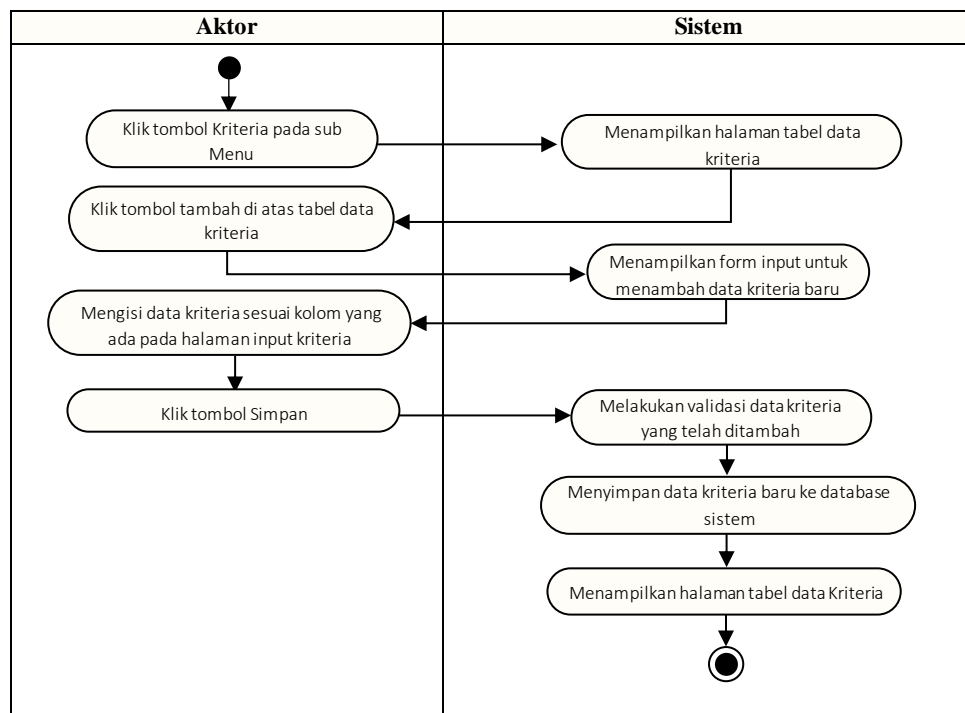 Aktor
Sistem
Klik tombol Kriteria pada sub
Menu
Menampilkan halaman tabel data
kriteria
Klik tombol tambah di atas tabel data
kriteria
Menampilkan form input untuk
menambah data kriteria baru
Mengisi data kriteria sesuai kolom yang
ada pada halaman input kriteria
Klik tombol Simpan
Melakukan validasi data kriteria
yang telah ditambah
Menyimpan data kriteria baru ke database
sistem
Menampilkan halaman tabel data Kriteria